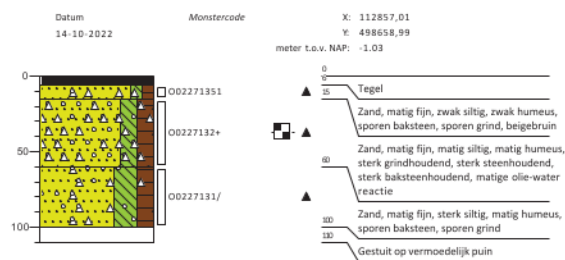 Datum Monstercode X: 112857,01
14-10-2022 Y: 498658,99
meter t.o.v. NAP: -1.03
0 0
6 Tegel
O02271351 15
Zand, matig fijn, zwak siltig, zwak humeus,
sporen baksteen, sporen grind, beigebruin
O0227132+
50 Zand, matig fijn, matig siltig, matig humeus,
60 sterk grindhoudend, sterk steenhoudend,
sterk baksteenhoudend, matige olie-water
reactie
O0227131/
Zand, matig fijn, sterk siltig, matig humeus,
100 100 sporen baksteen, sporen grind
110
Gestuit op vermoedelijk puin